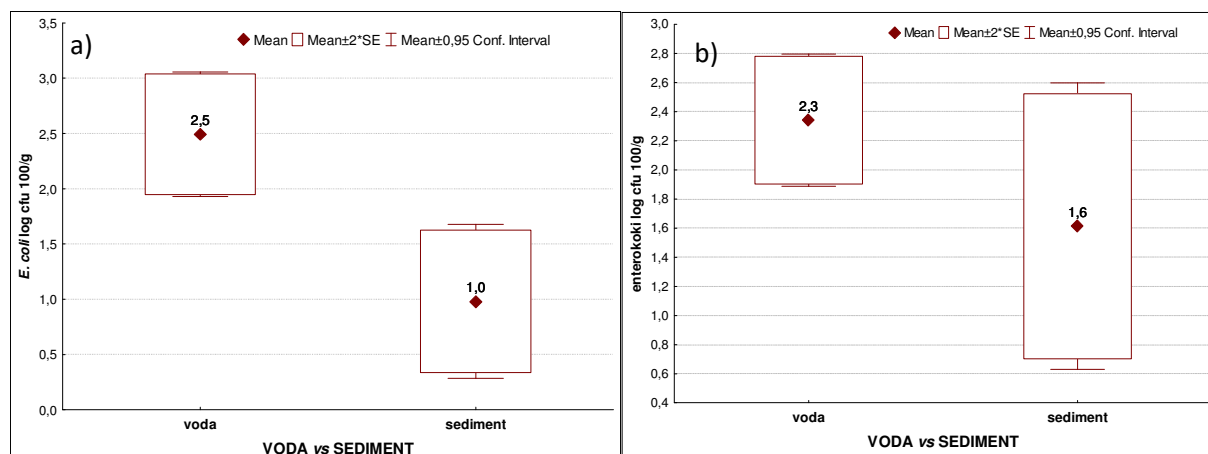 a)
Mean Mean±2*SE Mean±0,95 Conf. Interval
E. coli log cfu 100/g
3,5
3,0
2,5
2,0
1,5
1,0
0,5
0,0
2,5
1,0
voda sediment
VODA vs SEDIMENT
b)
Mean Mean±2*SE Mean±0,95 Conf. Interval
enterokoki log cfu 100/g
3,0
2,8
2,6
2,4
2,2
2,0
1,8
1,6
1,4
1,2
1,0
0,8
0,6
0,4
2,3
1,6
voda sediment
VODA vs SEDIMENT